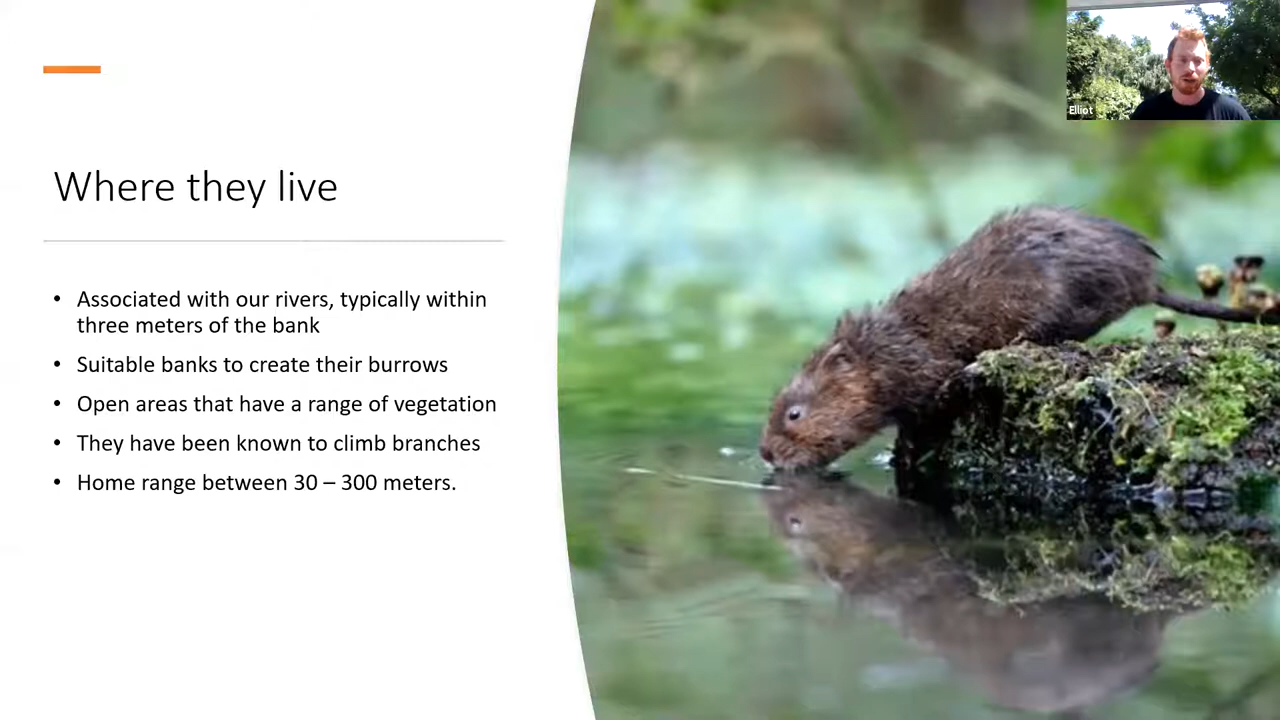 Where they live
• Associated with our rivers, typically within
three meters of the bank
• Suitable banks to create their burrows
• Open areas that have a range of vegetation
• They have been known to climb branches
• Home range between 30 – 300 meters.
Elliot